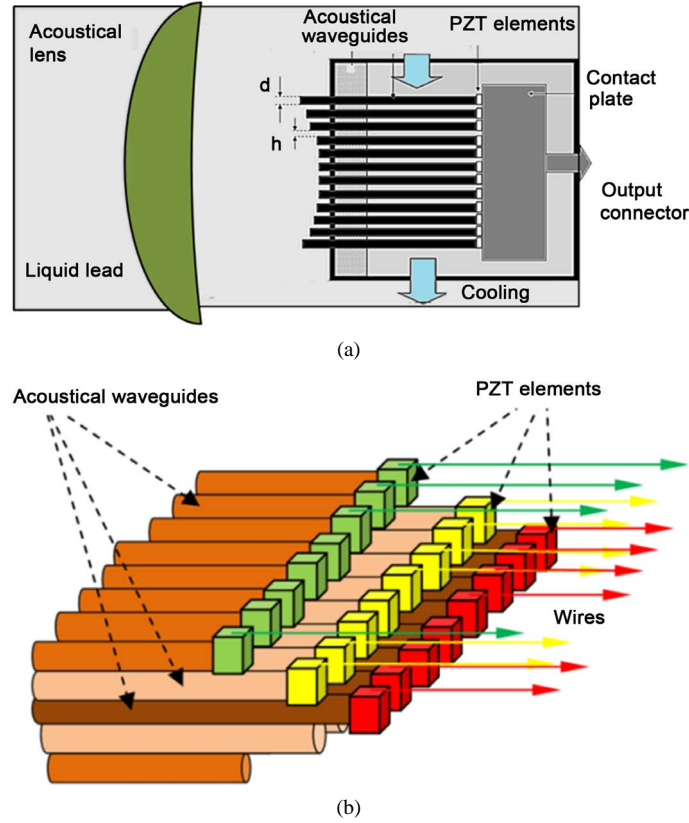 Acoustical
lens
Acoustical
waveguides
PZT elements
d
h
Contact
plate
Output
connector
Liquid lead
Cooling
(a)
Acoustical waveguides
PZT elements
Wires
(b)